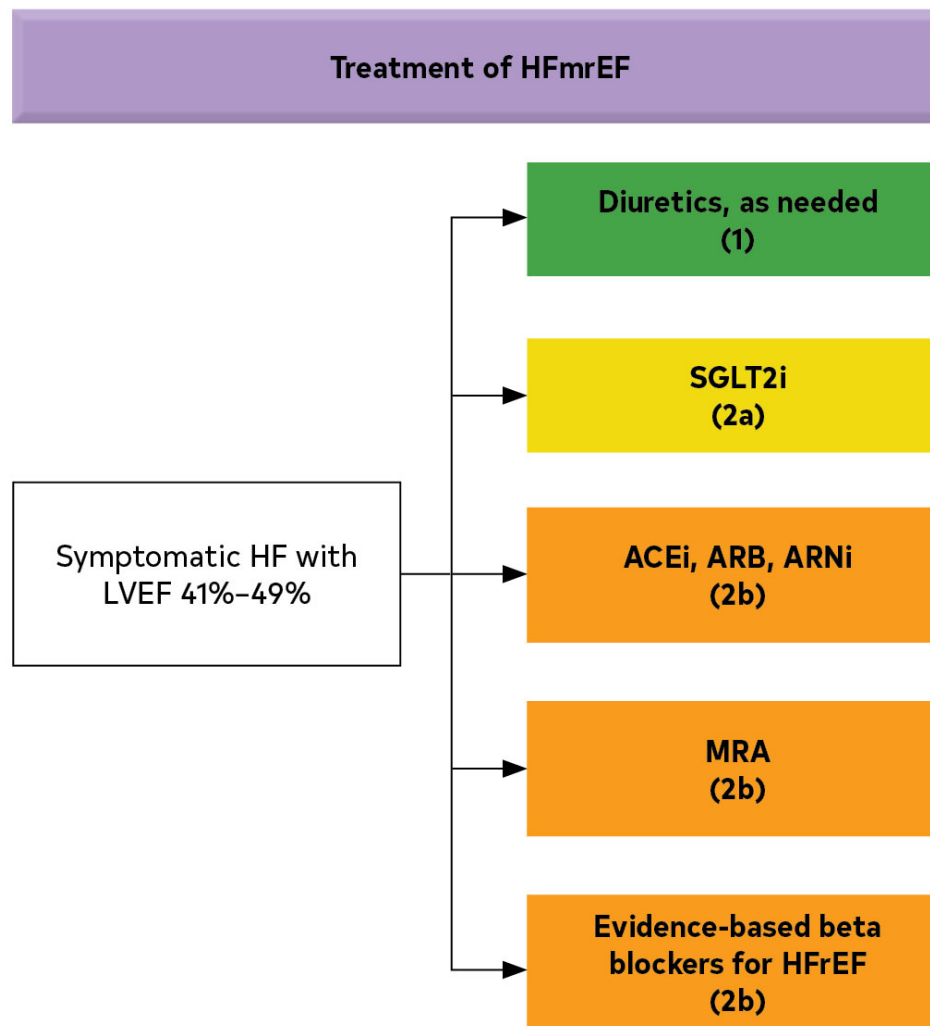 Treatment of HFmrEF
Symptomatic HF with
LVEF 41%–49%
Diuretics, as needed
(1)
SGLT2i
(2a)
ACEi, ARB, ARNi
(2b)
MRA
(2b)
Evidence-based beta
blockers for HFrEF
(2b)